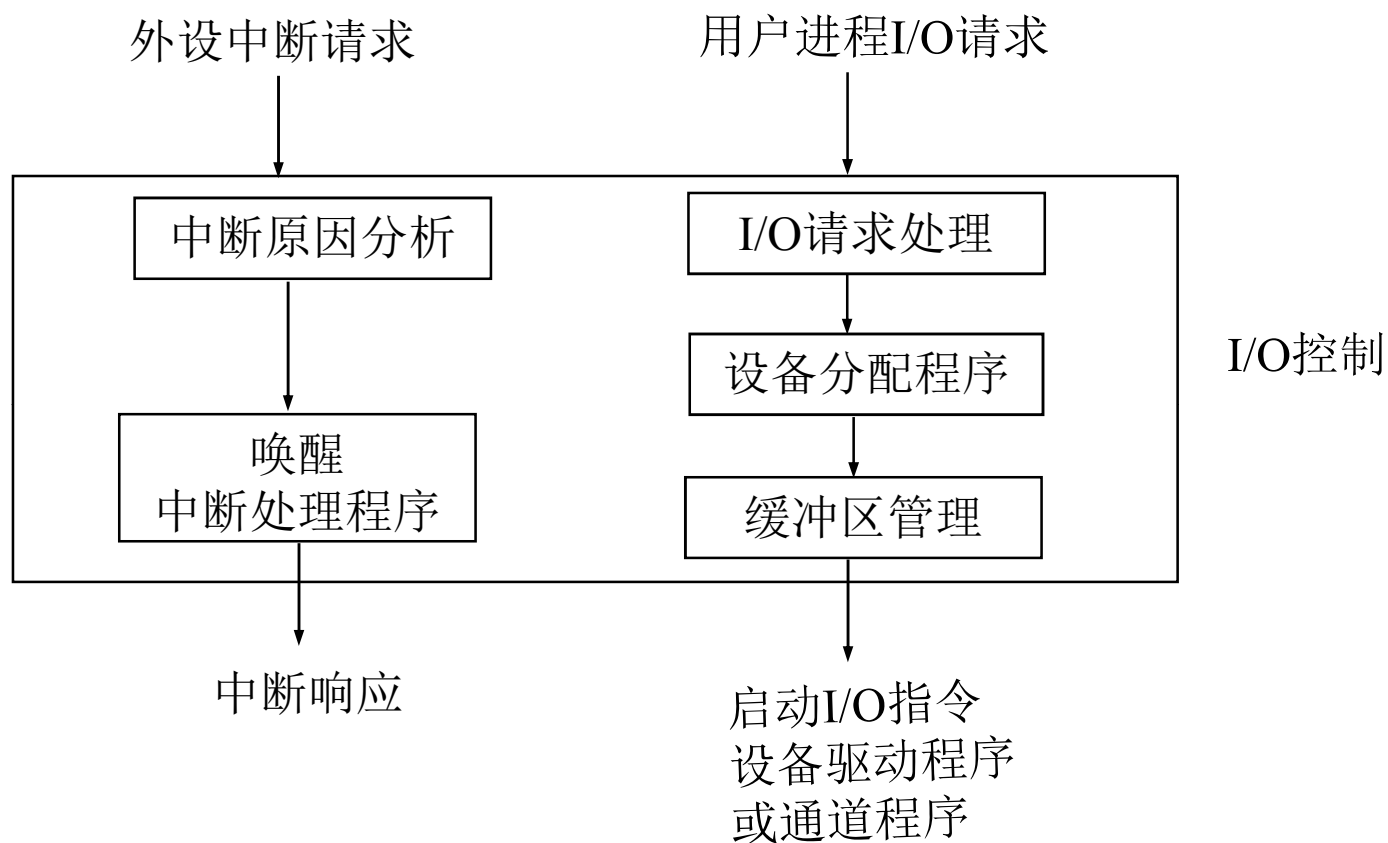 外设中断请求
用户进程I/O请求
中断原因分析
I/O请求处理
设备分配程序
I/O控制
唤醒
中断处理程序
缓冲区管理
中断响应
启动I/O指令
设备驱动程序
或通道程序